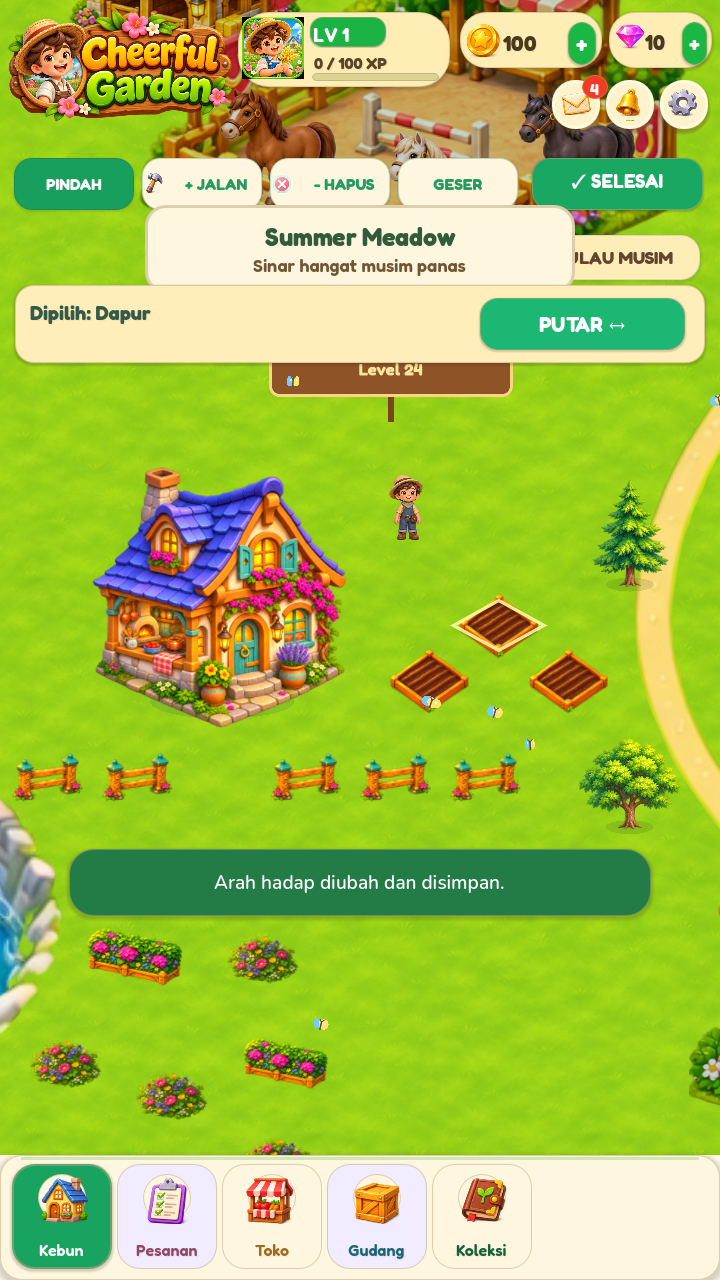 Cheerful
Garden
LV 1
0 / 100 XP
100
+
10
+
4
PINDAH
+ JALAN
- HAPUS
GESER
✓ SELESAI
Summer Meadow
Sinar hangat musim panas
ULAU MUSIM
Dipilih: Dapur
PUTAR ↔
Level 24
Arah hadap diubah dan disimpan.
Kebun
Pesanan
Toko
Gudang
Koleksi